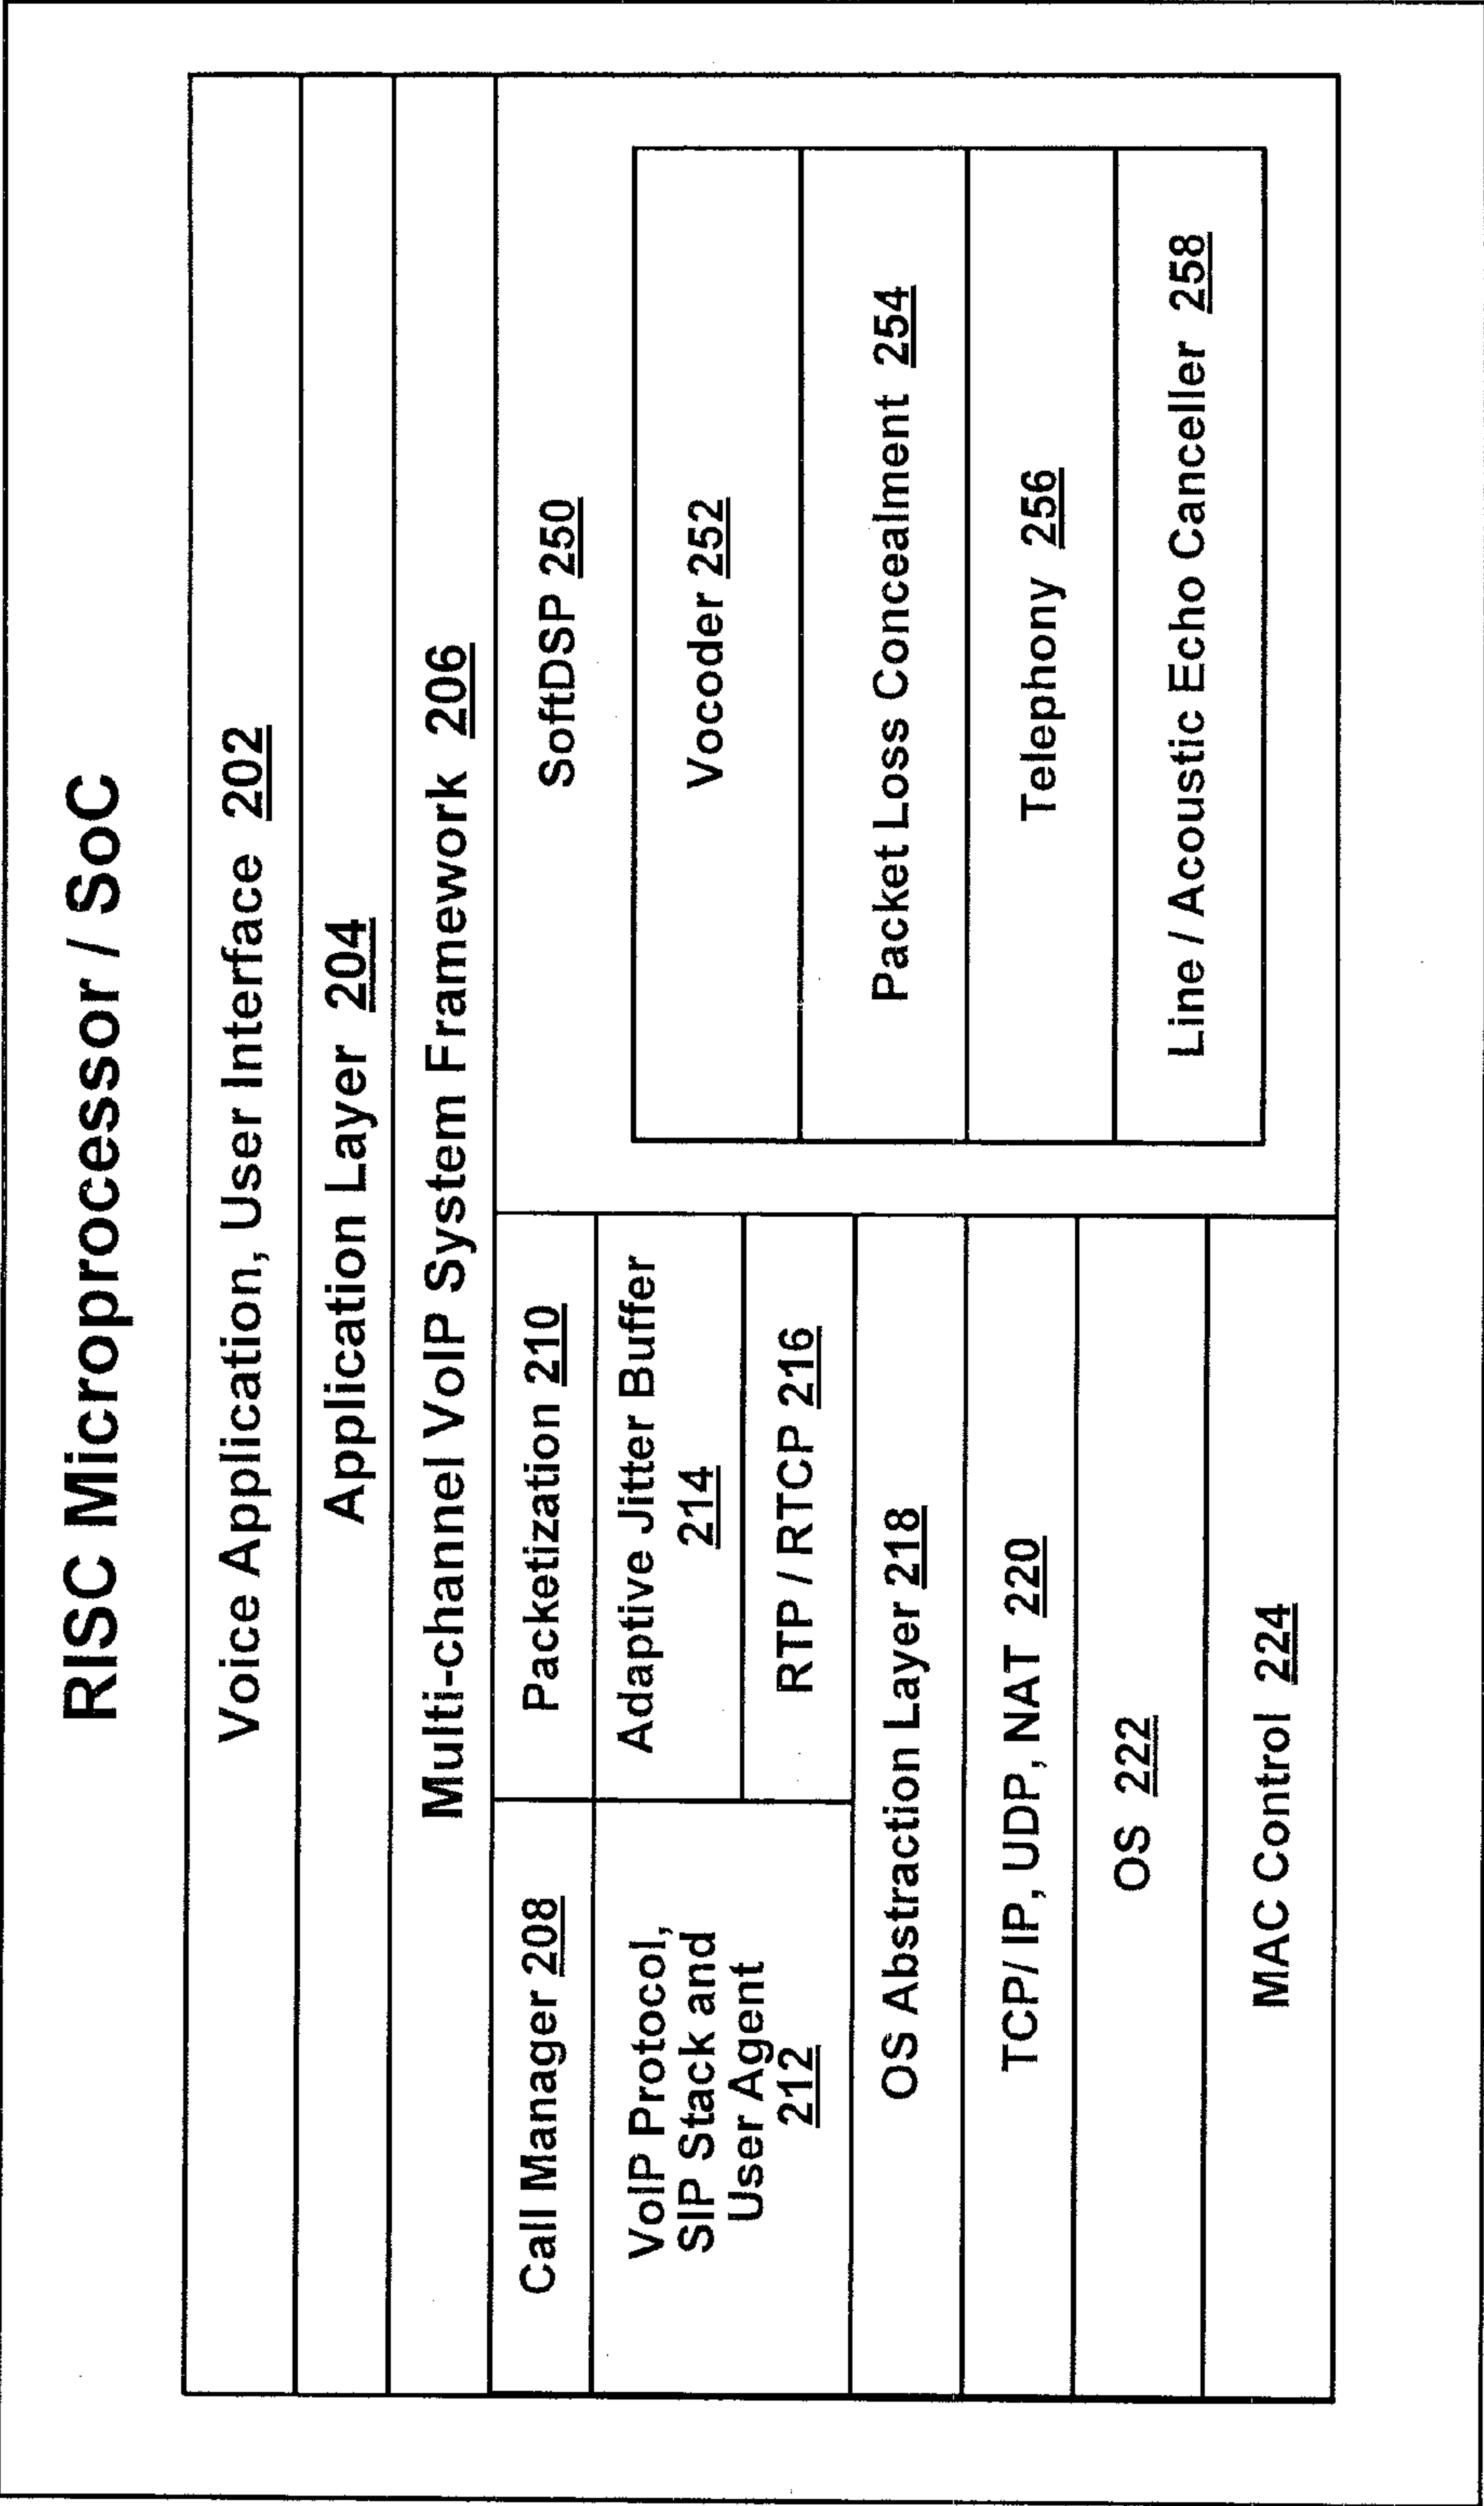 RISC Microprocessor / SoC
Voice Application, User Interface 202
Application Layer 204
Multi-channel VoIP System Framework 206
Call Manager 208
Packetization 210
VoIP Protocol,
SIP Stack and
User Agent
212
Adaptive Jitter Buffer
214
RTP / RTCP 216
OS Abstraction Layer 218
TCP/ IP, UDP, NAT 220
OS 222
MAC Control 224
SoftDSP 250
Vocoder 252
Packet Loss Concealment 254
Telephony 256
Line / Acoustic Echo Canceller 258